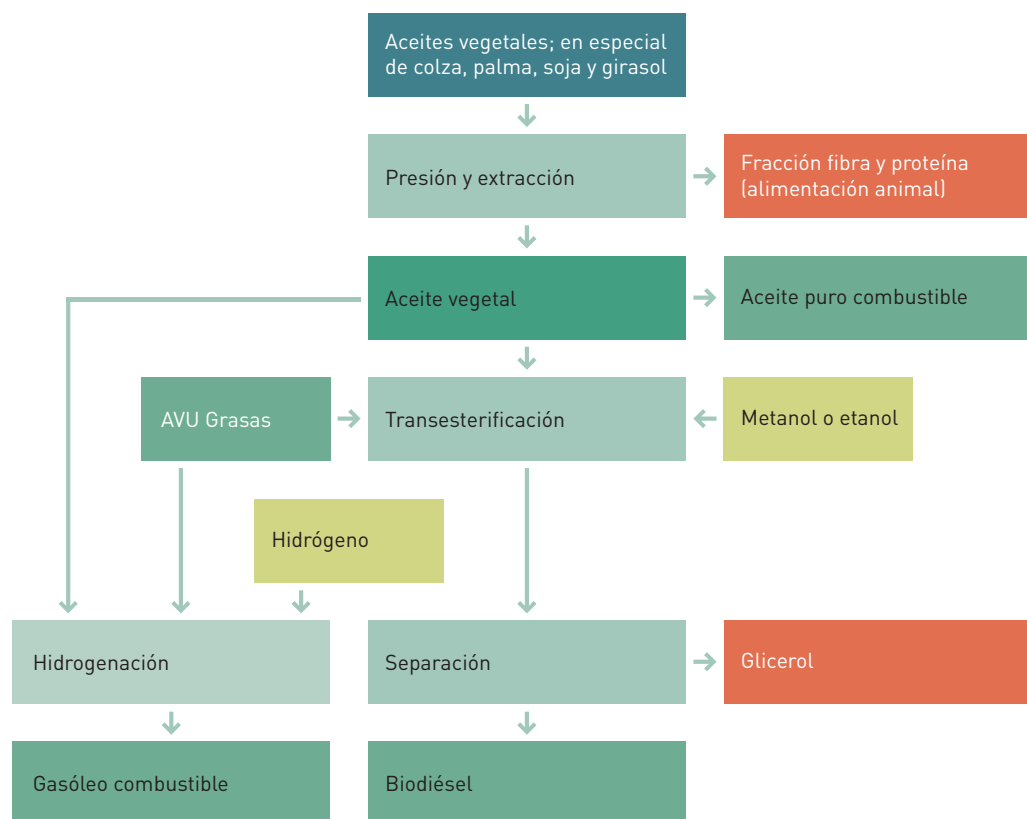 Aceites vegetales; en especial
de colza, palma, soja y girasol
Presión y extracción
Fracción fibra y proteína
(alimentación animal)
Aceite vegetal
Aceite puro combustible
AVU Grasas
Transesterificación
Metanol o etanol
Hidrógeno
Hidrogenación
Separación
Glicerol
Gasóleo combustible
Biodiésel